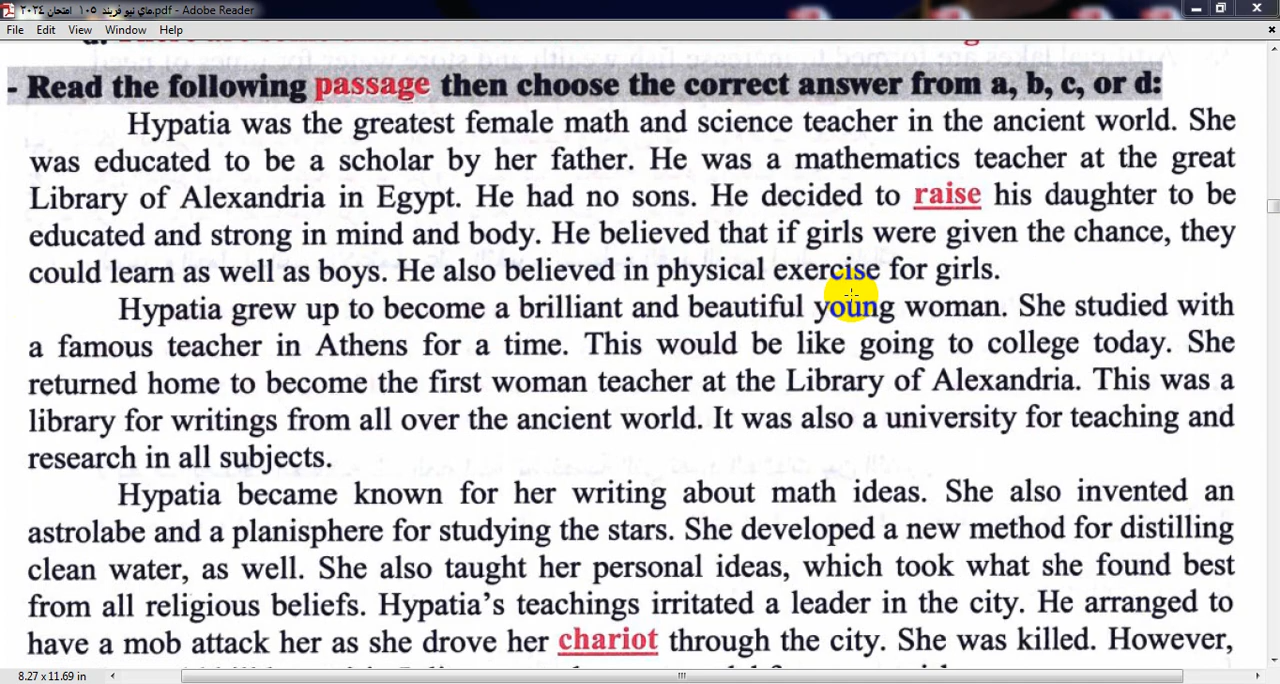 ماي نيو فريند ١٠٥ امتحان ٢٠٢٤.pdf - Adobe Reader
File Edit View Window Help
- Read the following passage then choose the correct answer from a, b, c, or d:
Hypatia was the greatest female math and science teacher in the ancient world. She
was educated to be a scholar by her father. He was a mathematics teacher at the great
Library of Alexandria in Egypt. He had no sons. He decided to raise his daughter to be
educated and strong in mind and body. He believed that if girls were given the chance, they
could learn as well as boys. He also believed in physical exercise for girls.
Hypatia grew up to become a brilliant and beautiful young woman. She studied with
a famous teacher in Athens for a time. This would be like going to college today. She
returned home to become the first woman teacher at the Library of Alexandria. This was a
library for writings from all over the ancient world. It was also a university for teaching and
research in all subjects.
Hypatia became known for her writing about math ideas. She also invented an
astrolabe and a planisphere for studying the stars. She developed a new method for distilling
clean water, as well. She also taught her personal ideas, which took what she found best
from all religious beliefs. Hypatia's teachings irritated a leader in the city. He arranged to
have a mob attack her as she drove her chariot through the city. She was killed. However,
8.27 x 11.69 in